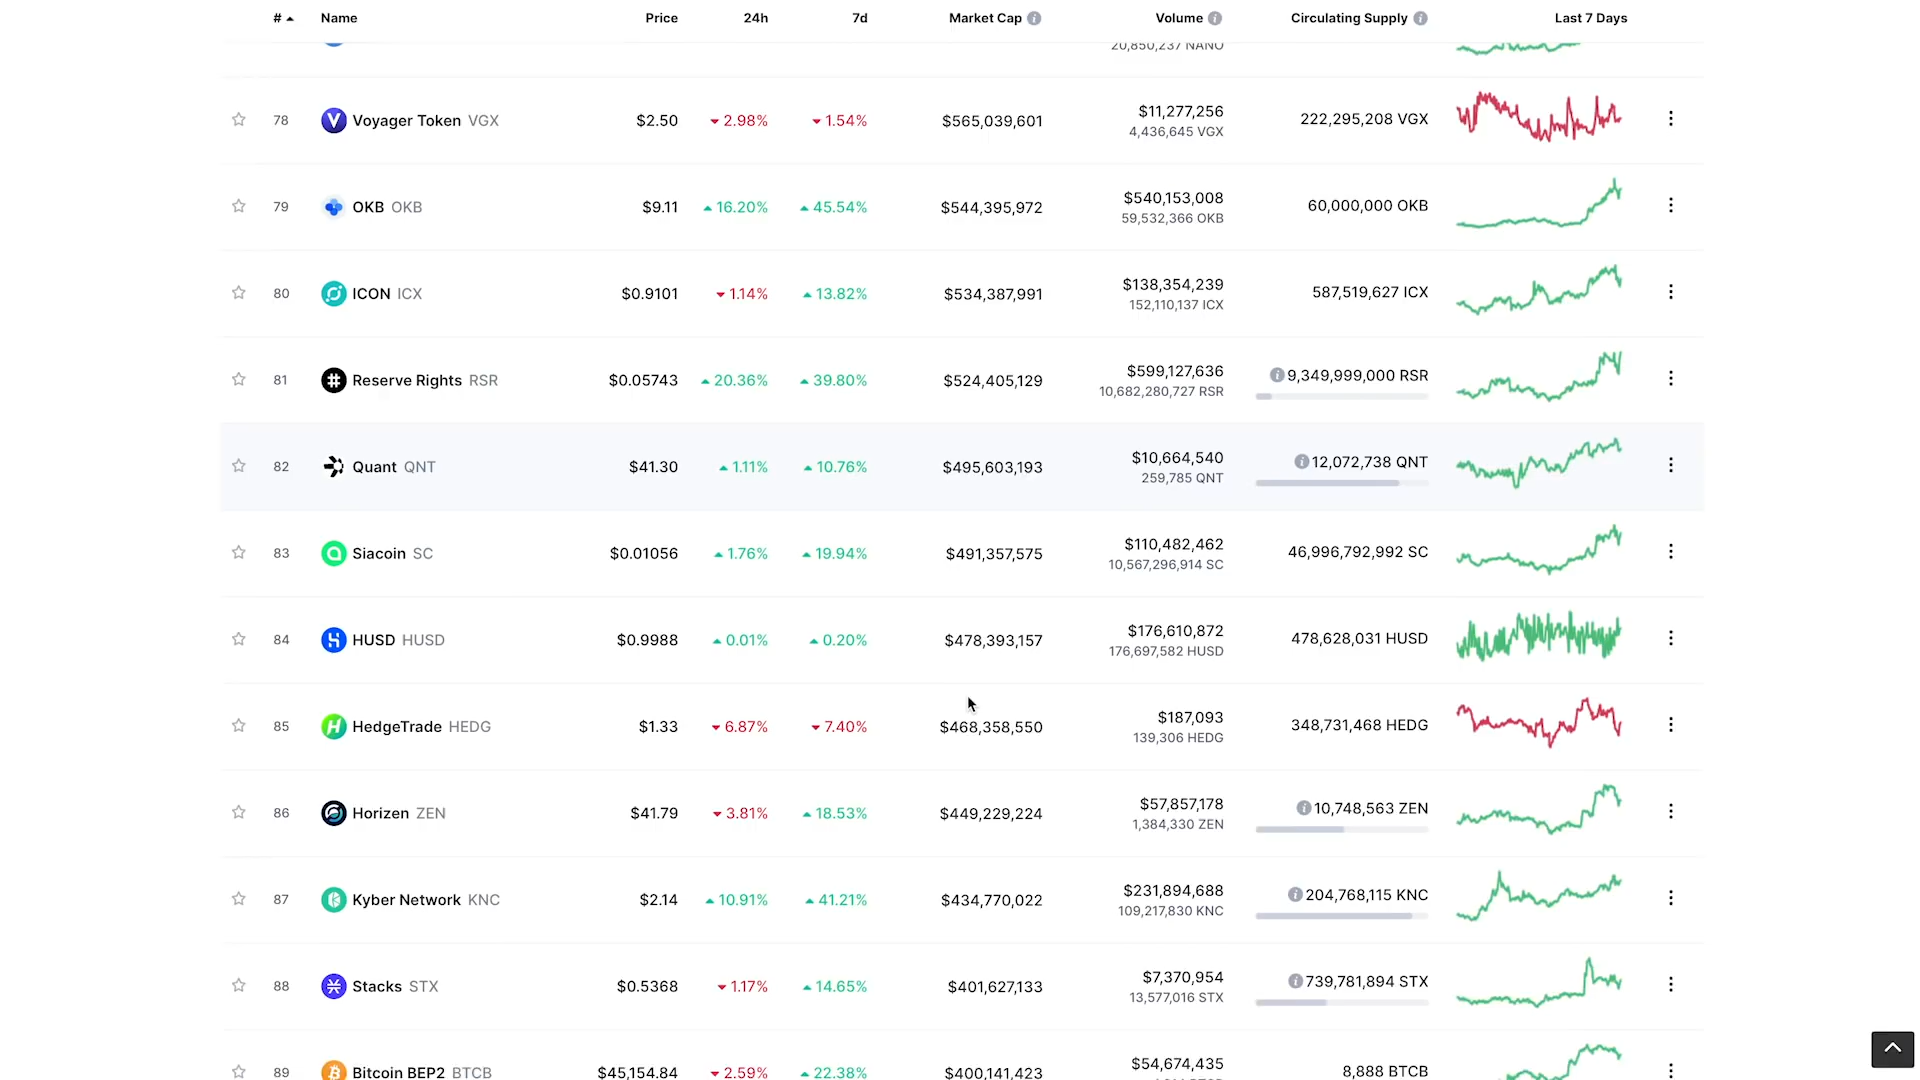 # Name Price 24h 7d Market Cap Volume Circulating Supply Last 7 Days
20,850,237 NANO
78 Voyager Token VGX $2.50 2.98% 1.54% $565,039,601 $11,277,256 222,295,208 VGX
4,436,645 VGX
79 OKB OKB $9.11 16.20% 45.54% $544,395,972 $540,153,008 60,000,000 OKB
59,532,366 OKB
80 ICON ICX $0.9101 1.14% 13.82% $534,387,991 $138,354,239 587,519,627 ICX
152,110,137 ICX
81 Reserve Rights RSR $0.05743 20.36% 39.80% $524,405,129 $599,127,636 9,349,999,000 RSR
10,682,280,727 RSR
82 Quant QNT $41.30 1.11% 10.76% $495,603,193 $10,664,540 12,072,738 QNT
259,785 QNT
83 Siacoin SC $0.01056 1.76% 19.94% $491,357,575 $110,482,462 46,996,792,992 SC
10,567,296,914 SC
84 HUSD HUSD $0.9988 0.01% 0.20% $478,393,157 $176,610,872 478,628,031 HUSD
176,697,582 HUSD
85 HedgeTrade HEDG $1.33 6.87% 7.40% $468,358,550 $187,093 348,731,468 HEDG
139,306 HEDG
86 Horizen ZEN $41.79 3.81% 18.53% $449,229,224 $57,857,178 10,748,563 ZEN
1,384,330 ZEN
87 Kyber Network KNC $2.14 10.91% 41.21% $434,770,022 $231,894,688 204,768,115 KNC
109,217,830 KNC
88 Stacks STX $0.5368 1.17% 14.65% $401,627,133 $7,370,954 739,781,894 STX
13,577,016 STX
89 Bitcoin BEP2 BTCB $45,154.84 2.59% 22.38% $400,141,423 $54,674,435 8,888 BTCB